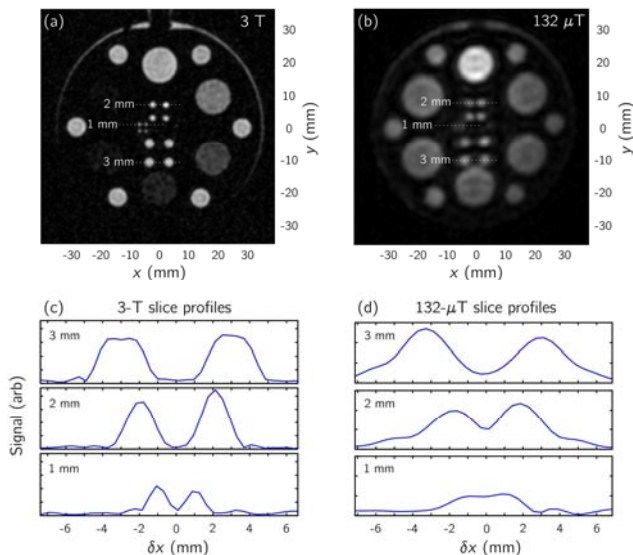 (a) 3 T
2 mm
1 mm
3 mm
30
20
10
0
-10
-20
-30
y (mm)
-30 -20 -10 0 10 20 30
x (mm)
(b) 132 μT
2 mm
1 mm
3 mm
30
20
10
0
-10
-20
-30
y (mm)
-30 -20 -10 0 10 20 30
x (mm)
(c) 3-T slice profiles
3 mm
2 mm
1 mm
Signal (arb)
-6 -4 -2 0 2 4 6
δx (mm)
(d) 132-μT slice profiles
3 mm
2 mm
1 mm
-6 -4 -2 0 2 4 6
δx (mm)